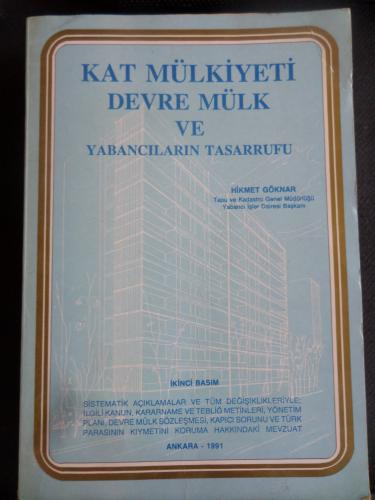 KAT MÜLKİYETİ
DEVRE MÜLK
VE
YABANCILARIN TASARRUFU
HİKMET GÖKNAR
Tapu ve Kadastro Genel Müdürlüğü
Yabancı İşler Dairesi Başkanı
İKİNCİ BASIM
SİSTEMATİK AÇIKLAMALAR VE TÜM DEĞİŞİKLİKLERİYLE;
İLGİLİ KANUN, KARARNAME VE TEBLİĞ METİNLERİ, YÖNETİM
PLANI, DEVRE MÜLK SÖZLEŞMESİ, KAPICI SORUNU VE TÜRK
PARASININ KIYMETİNİ KORUMA HAKKINDAKİ MEVZUAT
ANKARA - 1991